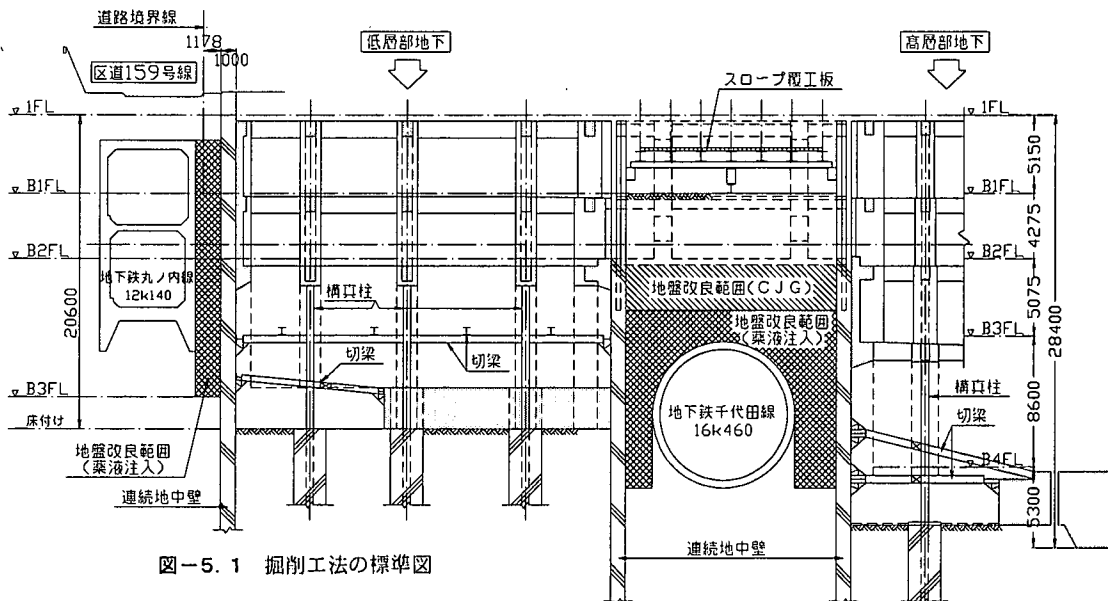 道路境界線
1178
1000
区道159号線
低層部地下
高層部地下
スロープ覆工板
1FL
1FL
5150
B1FL
B1FL
4275
B2FL
B2FL
地下鉄丸ノ内線
12k140
地盤改良範囲(CJG)
地盤改良範囲
(薬液注入)
5075
構真柱
20600
28400
B3FL
切梁
切梁
構真柱
切梁
8600
B3FL
地下鉄千代田線
16k460
床付け
B4FL
地盤改良範囲
(薬液注入)
連続地中壁
5300
連続地中壁
図-5.1 掘削工法の標準図